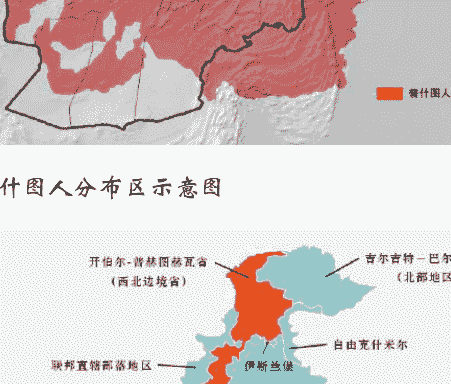 普什图人
什图人分布区示意图
开伯尔-普赫图赫瓦省
(西北边境省)
吉尔吉特-巴尔
(北部地区
自由克什米尔
联邦直辖部落地区
伊斯兰堡